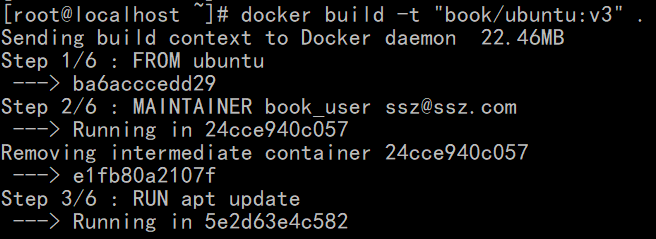 [root@localhost ~]# docker build -t "book/ubuntu:v3" .
Sending build context to Docker daemon  22.46MB
Step 1/6 : FROM ubuntu
 ---> ba6acccedd29
Step 2/6 : MAINTAINER book_user ssz@ssz.com
 ---> Running in 24cce940c057
Removing intermediate container 24cce940c057
 ---> e1fb80a2107f
Step 3/6 : RUN apt update
 ---> Running in 5e2d63e4c582